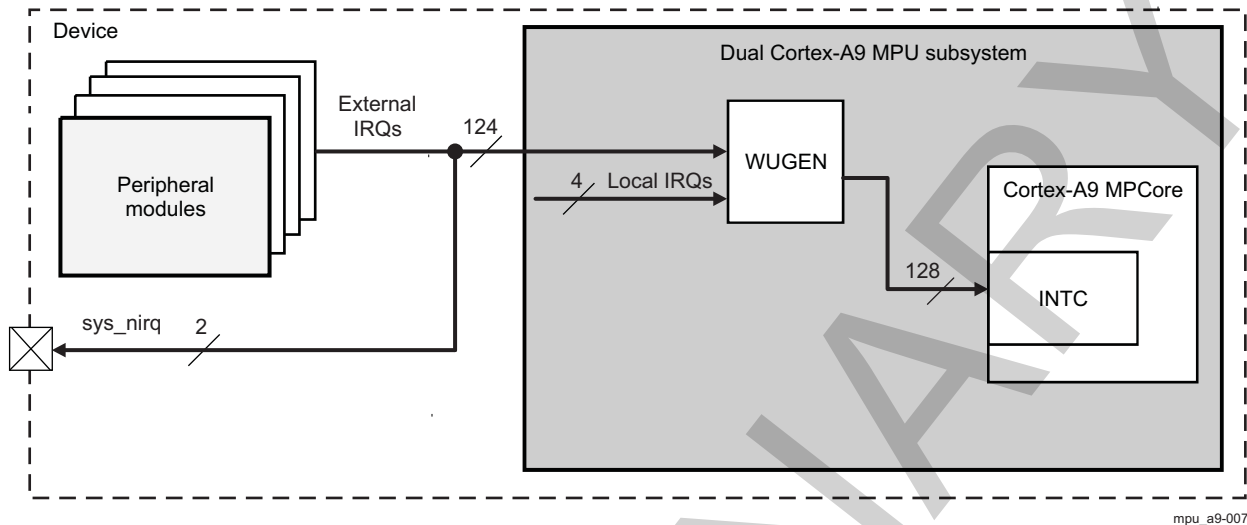 Device
Dual Cortex-A9 MPU subsystem
External
IRQs
124
WUGEN
Peripheral
modules
4
Local IRQs
Cortex-A9 MPCore
128
INTC
sys_nirq
2
mpu_a9-007